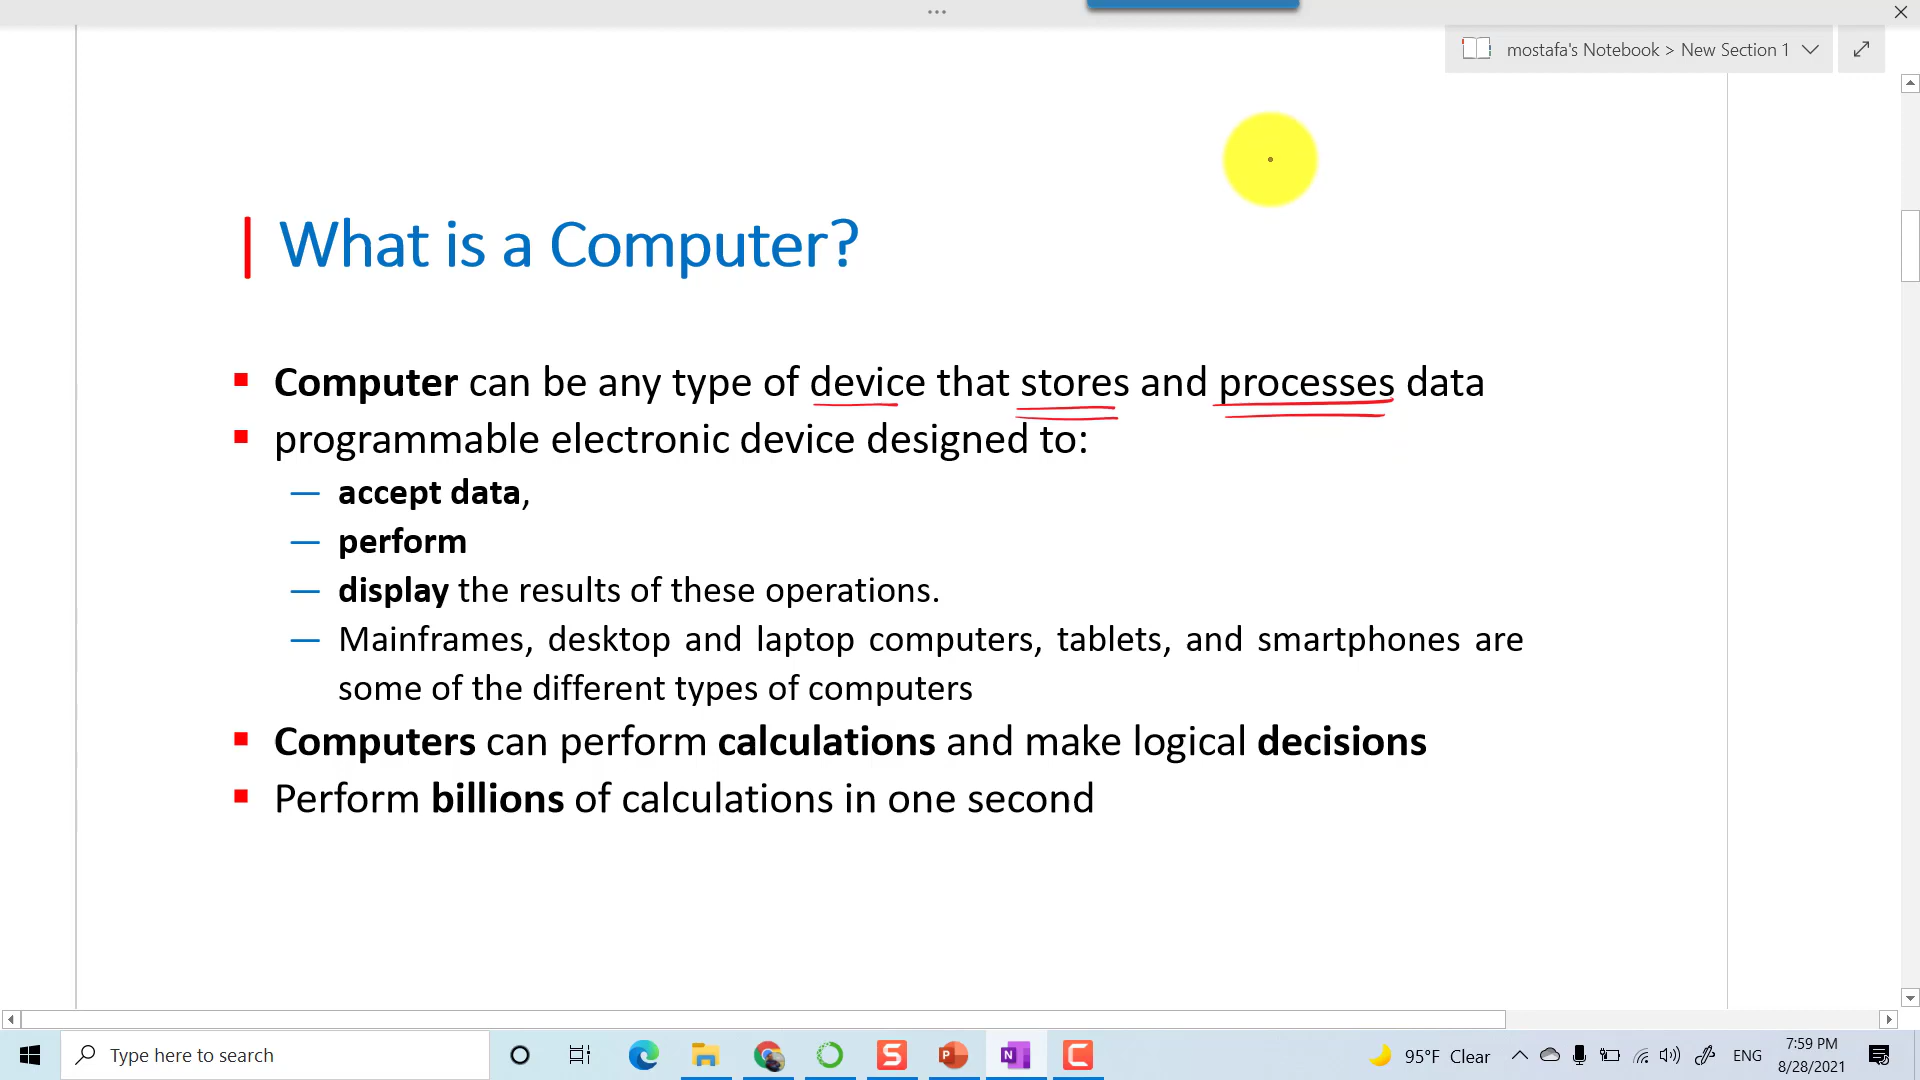 mostafa's Notebook > New Section 1
What is a Computer?
Computer can be any type of device that stores and processes data
programmable electronic device designed to:
— accept data,
— perform
— display the results of these operations.
— Mainframes, desktop and laptop computers, tablets, and smartphones are
some of the different types of computers
Computers can perform calculations and make logical decisions
Perform billions of calculations in one second
Type here to search
95°F Clear
ENG
7:59 PM
8/28/2021